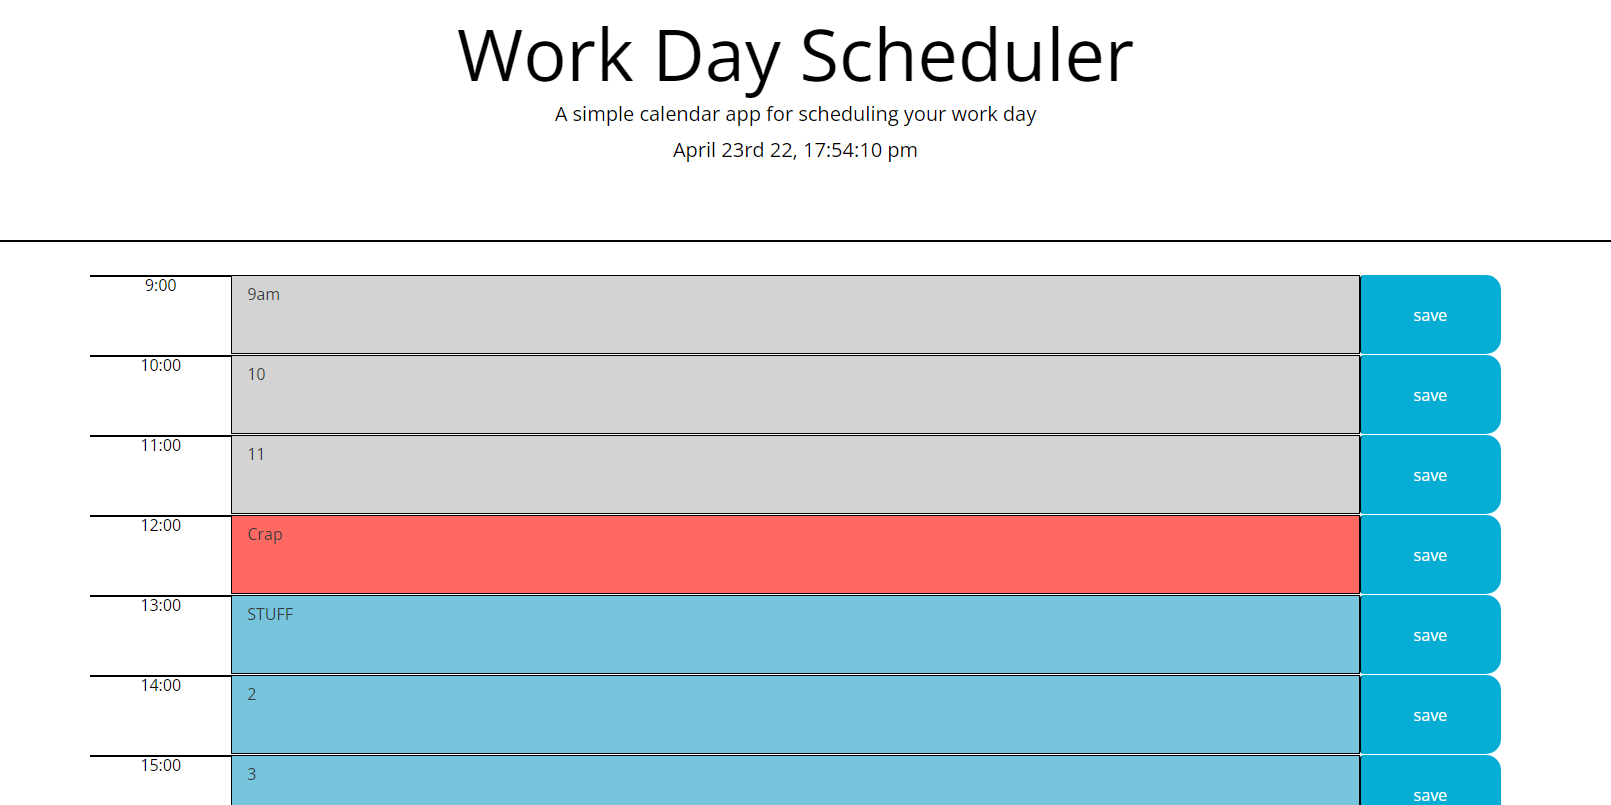 Work Day Scheduler
A simple calendar app for scheduling your work day
April 23rd 22, 17:54:10 pm
9:00 9am save
10:00 10 save
11:00 11 save
12:00 Crap save
13:00 STUFF save
14:00 2 save
15:00 3 save